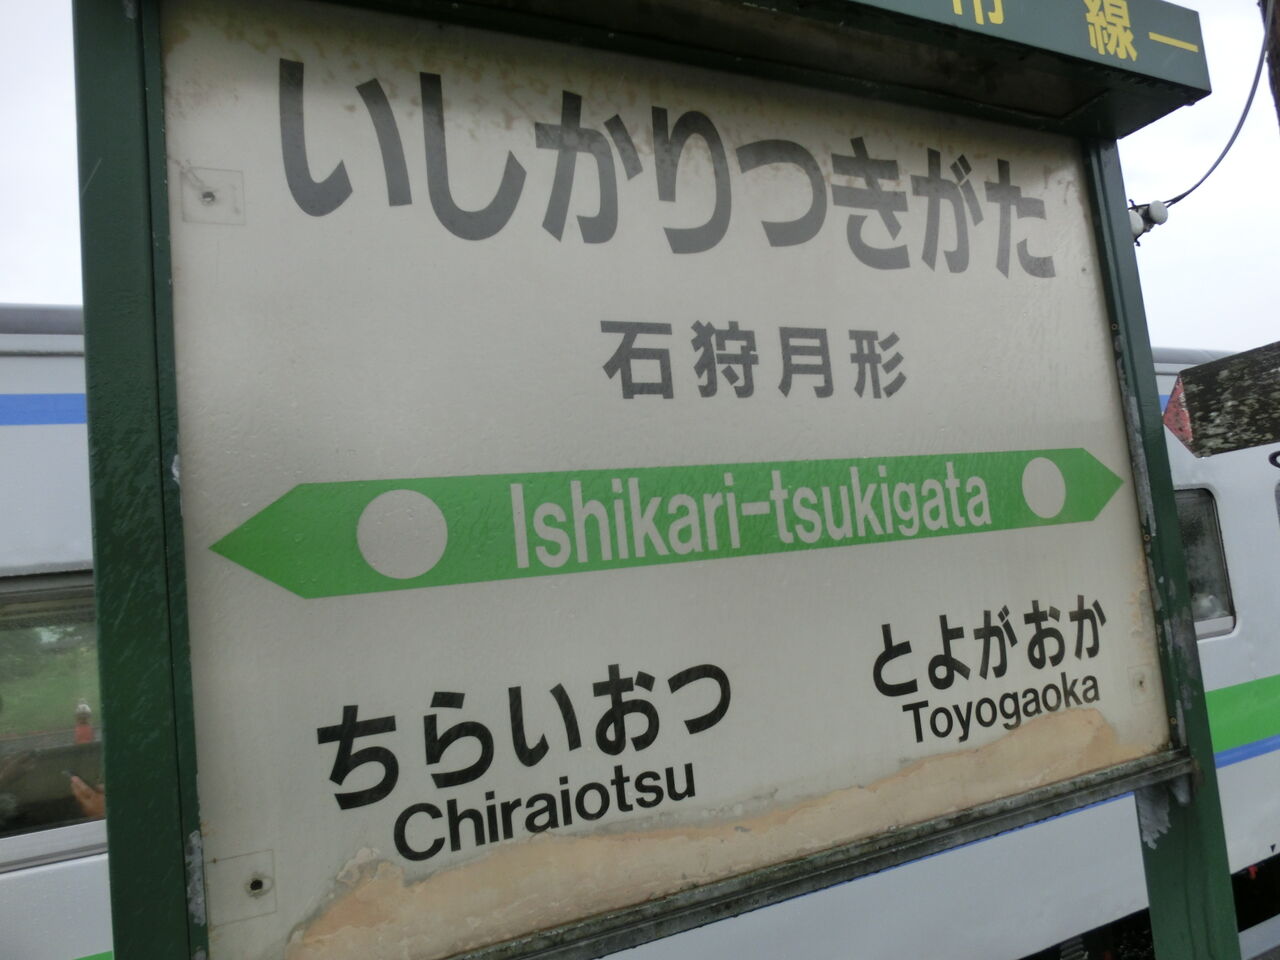 線
いしかりつきがた
石狩月形
Ishikari-tsukigata
ちらいおつ
Chiraiotsu
とよがおか
Toyogaoka